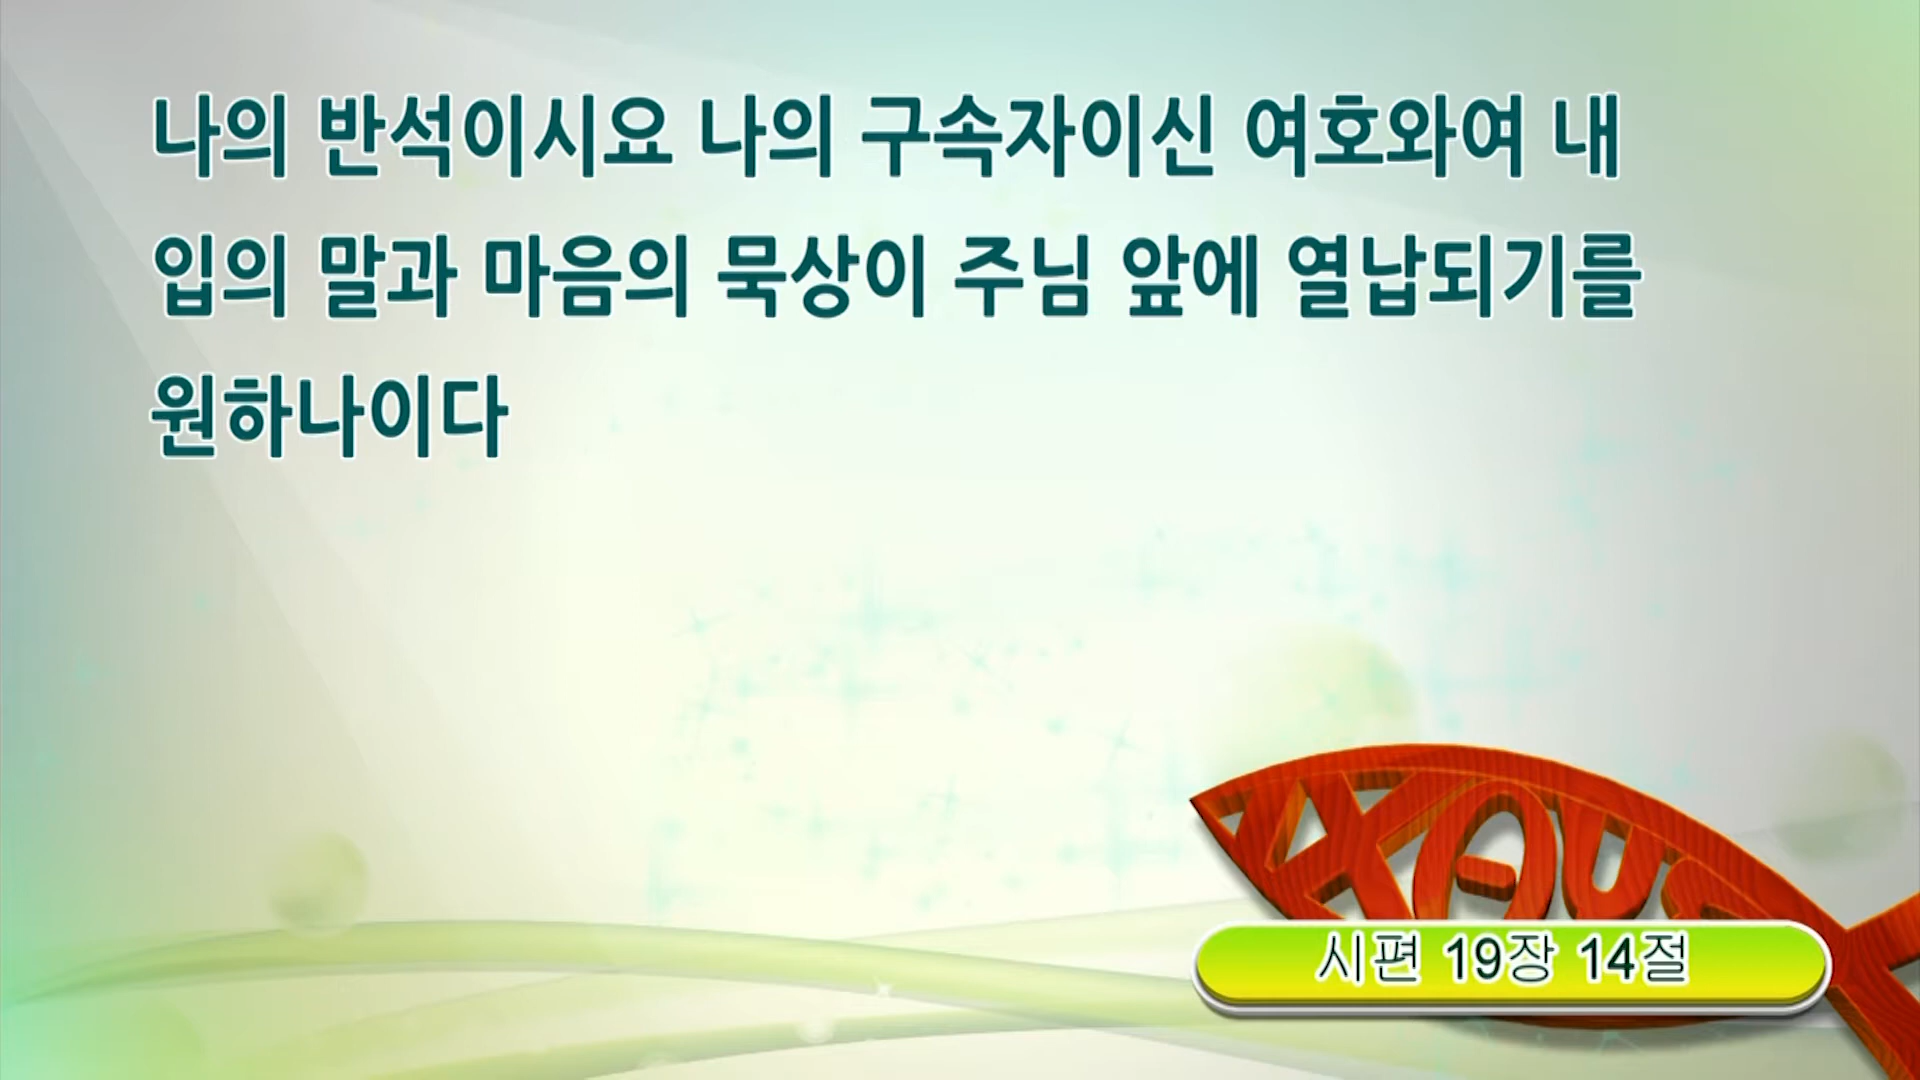 나의 반석이시요 나의 구속자이신 여호와여 내
입의 말과 마음의 묵상이 주님 앞에 열납되기를
원하나이다
ΙΧΘΥΣ
시편 19장 14절